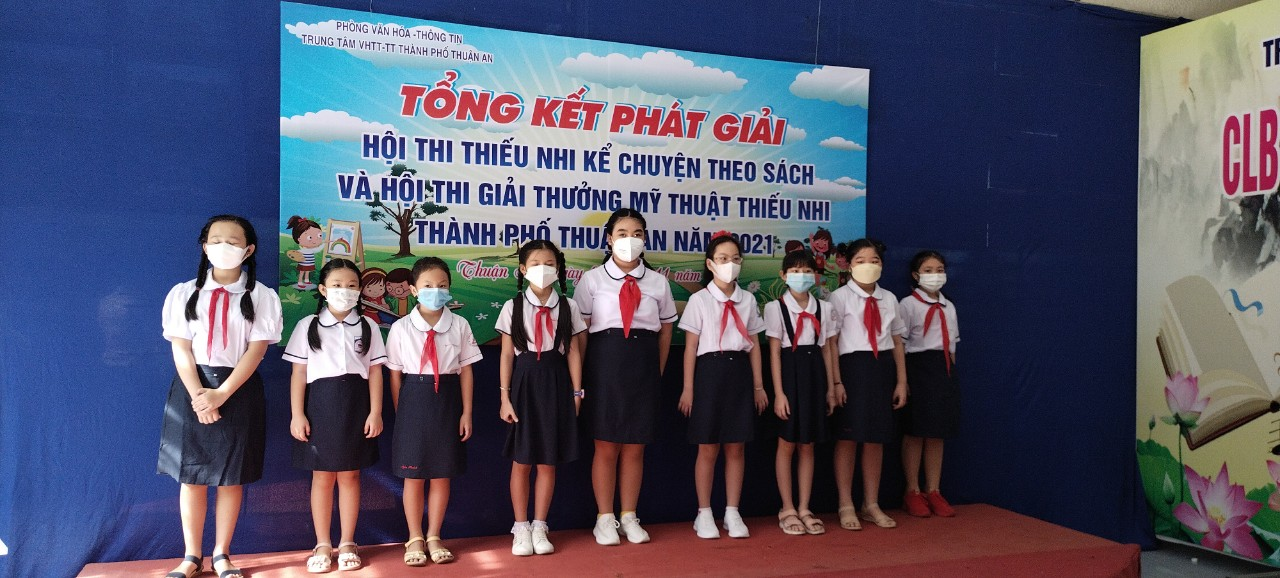 PHÒNG VĂN HÓA -THÔNG TIN
TRUNG TÂM VHTT-TT THÀNH PHỐ THUẬN AN
TỔNG KẾT PHÁT GIẢI
HỘI THI THIẾU NHI KỂ CHUYỆN THEO SÁCH
VÀ HỘI THI GIẢI THƯỞNG MỸ THUẬT THIẾU NHI
THÀNH PHỐ THUẬN AN NĂM 2021
Thuận năm
CLB